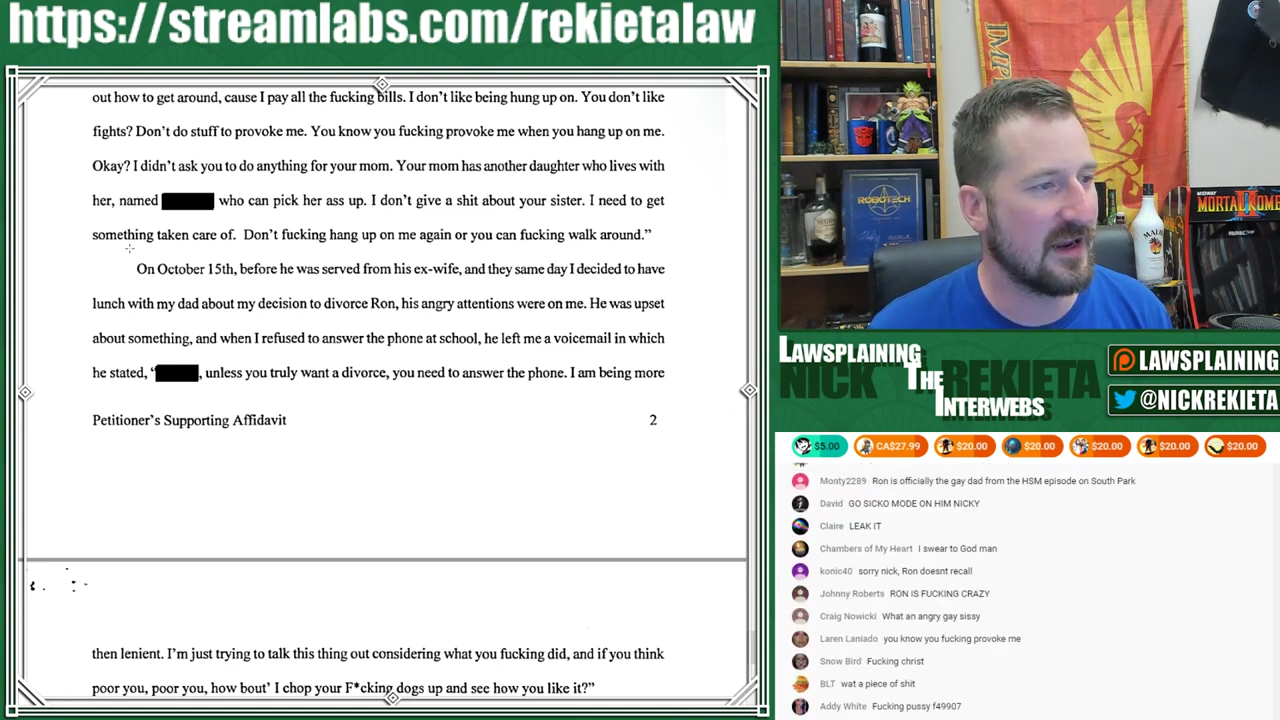 https://streamlabs.com/rekietalaw
out how to get around, cause I pay all the fucking bills. I don't like being hung up on. You don't like
fights? Don't do stuff to provoke me. You know you fucking provoke me when you hang up on me.
Okay? I didn't ask you to do anything for your mom. Your mom has another daughter who lives with
her, named who can pick her ass up. I don't give a shit about your sister. I need to get
something taken care of. Don't fucking hang up on me again or you can fucking walk around."
On October 15th, before he was served from his ex-wife, and they same day I decided to have
lunch with my dad about my decision to divorce Ron, his angry attentions were on me. He was upset
about something, and when I refused to answer the phone at school, he left me a voicemail in which
he stated, " , unless you truly want a divorce, you need to answer the phone. I am being more
Petitioner's Supporting Affidavit 2
then lenient. I'm just trying to talk this thing out considering what you fucking did, and if you think
poor you, poor you, how bout' I chop your F*cking dogs up and see how you like it?"
IMPE
ROBOTECH
MALIBU
MIDWAY
MORTAL KOMB
II
NICK REKIETA
LAWSPLAINING
THE
INTERWEBS
LAWSPLAINING
@NICKREKIETA
$5.00 CA$27.99 $20.00 $20.00 $20.00 $20.00 $20.00
Monty2289 Ron is officially the gay dad from the HSM episode on South Park
David GO SICKO MODE ON HIM NICKY
Claire LEAK IT
Chambers of My Heart I swear to God man
konic40 sorry nick, Ron doesnt recall
Johnny Roberts RON IS FUCKING CRAZY
Craig Nowicki What an angry gay sissy
Laren Laniado you know you fucking provoke me
Snow Bird Fucking christ
BLT wat a piece of shit
Addy White Fucking pussy f49907